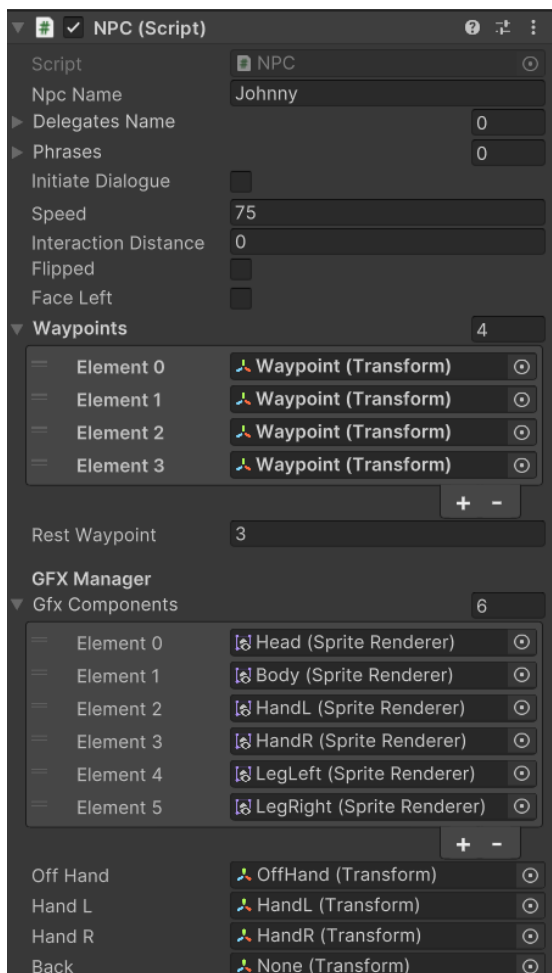 NPC (Script)
Script NPC
Npc Name Johnny
Delegates Name 0
Phrases 0
Initiate Dialogue
Speed 75
Interaction Distance 0
Flipped
Face Left
Waypoints 4
Element 0 Waypoint (Transform)
Element 1 Waypoint (Transform)
Element 2 Waypoint (Transform)
Element 3 Waypoint (Transform)
+ -
Rest Waypoint 3
GFX Manager
Gfx Components 6
Element 0 Head (Sprite Renderer)
Element 1 Body (Sprite Renderer)
Element 2 HandL (Sprite Renderer)
Element 3 HandR (Sprite Renderer)
Element 4 LegLeft (Sprite Renderer)
Element 5 LegRight (Sprite Renderer)
+ -
Off Hand OffHand (Transform)
Hand L HandL (Transform)
Hand R HandR (Transform)
Back None (Transform)